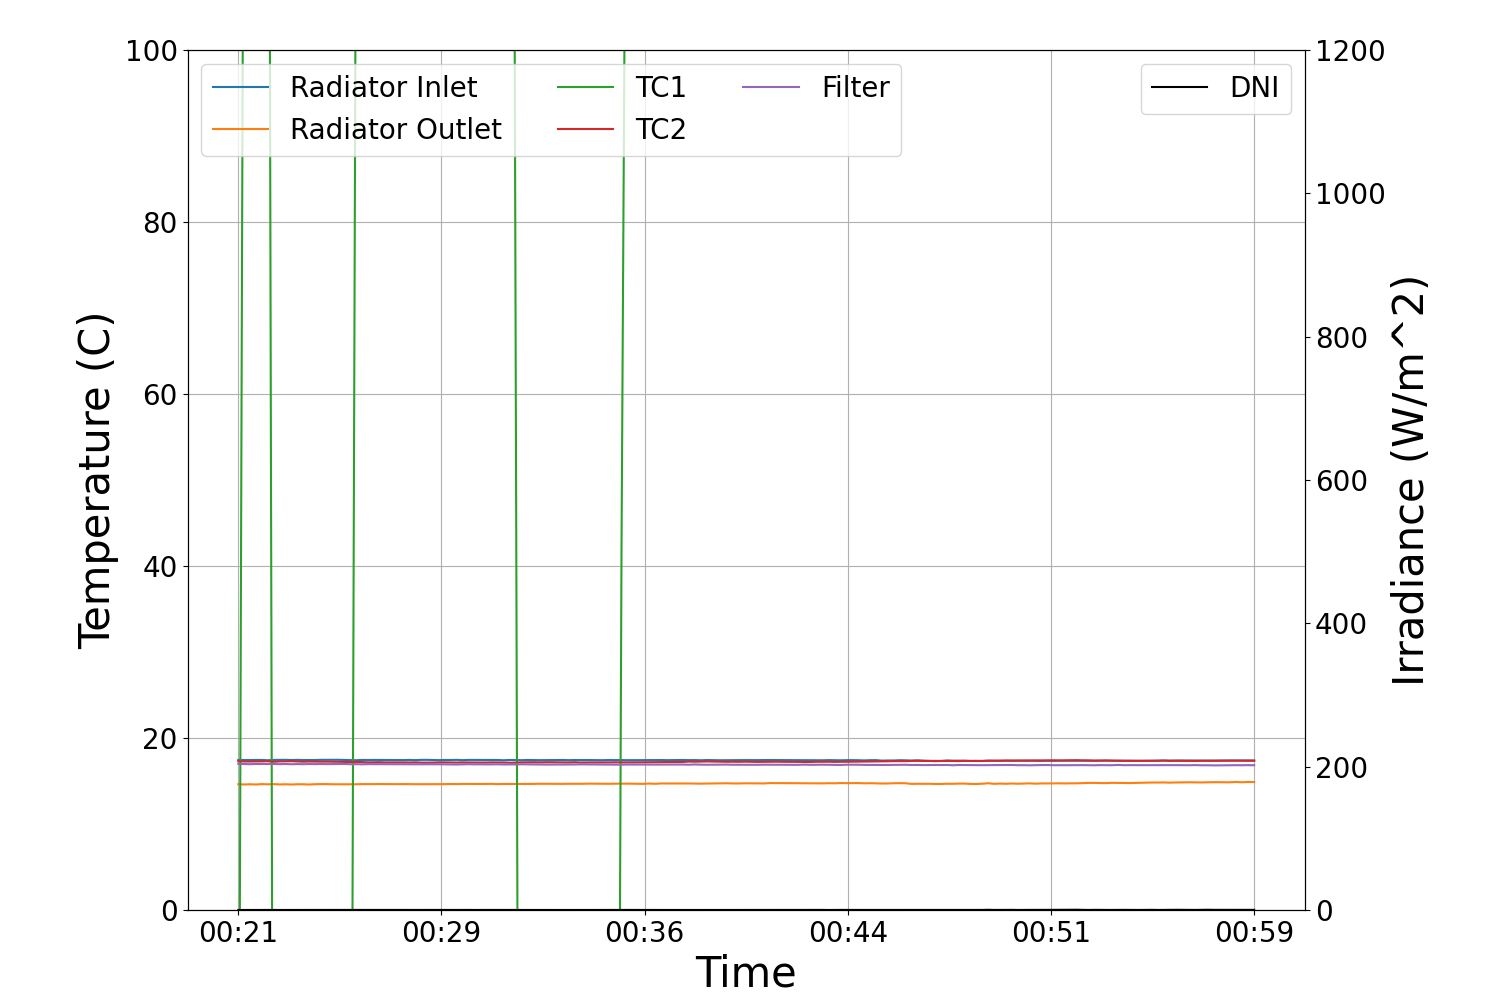 Radiator Inlet
Radiator Outlet
TC1
TC2
Filter
DNI
100
80
60
40
20
0
Temperature (C)
1200
1000
800
600
400
200
0
Irradiance (W/m^2)
00:21 00:29 00:36 00:44 00:51 00:59
Time